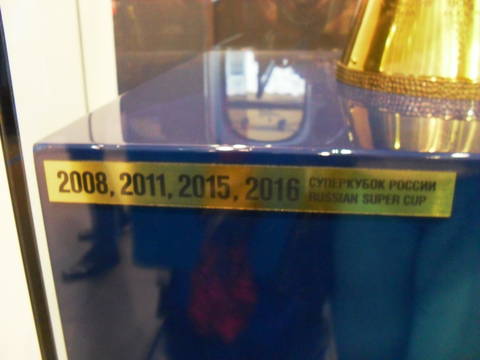 2008, 2011, 2015, 2016 СУПЕРКУБОК РОССИИ
RUSSIAN SUPER CUP